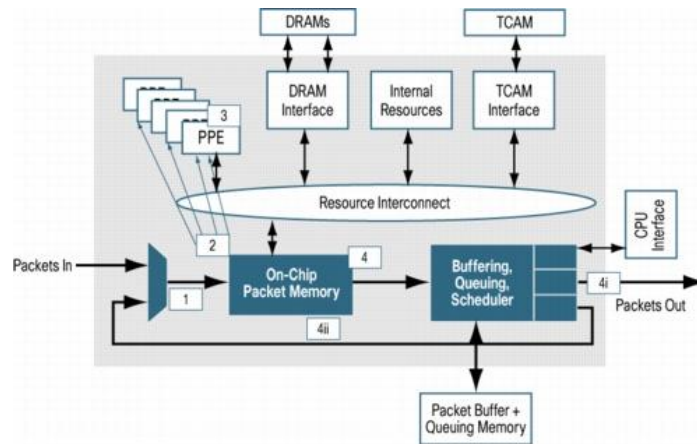 DRAMs
TCAM
DRAM
Interface
Internal
Resources
TCAM
Interface
3
PPE
Resource Interconnect
CPU
Interface
2
4
Packets In
On-Chip
Packet Memory
Buffering,
Queuing,
Scheduler
4i
1
Packets Out
4ii
Packet Buffer +
Queuing Memory